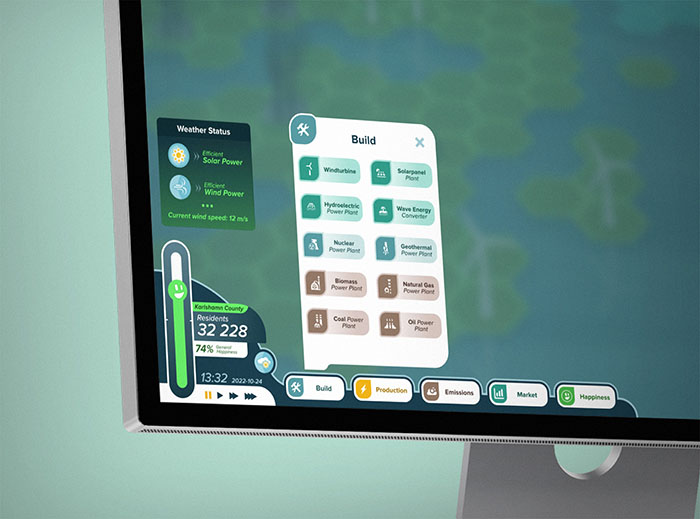 Weather Status
Efficient
Solar Power
Efficient
Wind Power
Current wind speed: 12 m/s
Build
Windturbine
Solarpanel
Plant
Hydroelectric
Power Plant
Wave Energy
Converter
Nuclear
Power Plant
Geothermal
Power Plant
Biomass
Power Plant
Natural Gas
Power Plant
Coal Power
Plant
Oil Power
Plant
Karlshamn County
Residents
32 228
74% General
Happiness
13:32 2022-10-24
Build
Production
Emissions
Market
Happiness